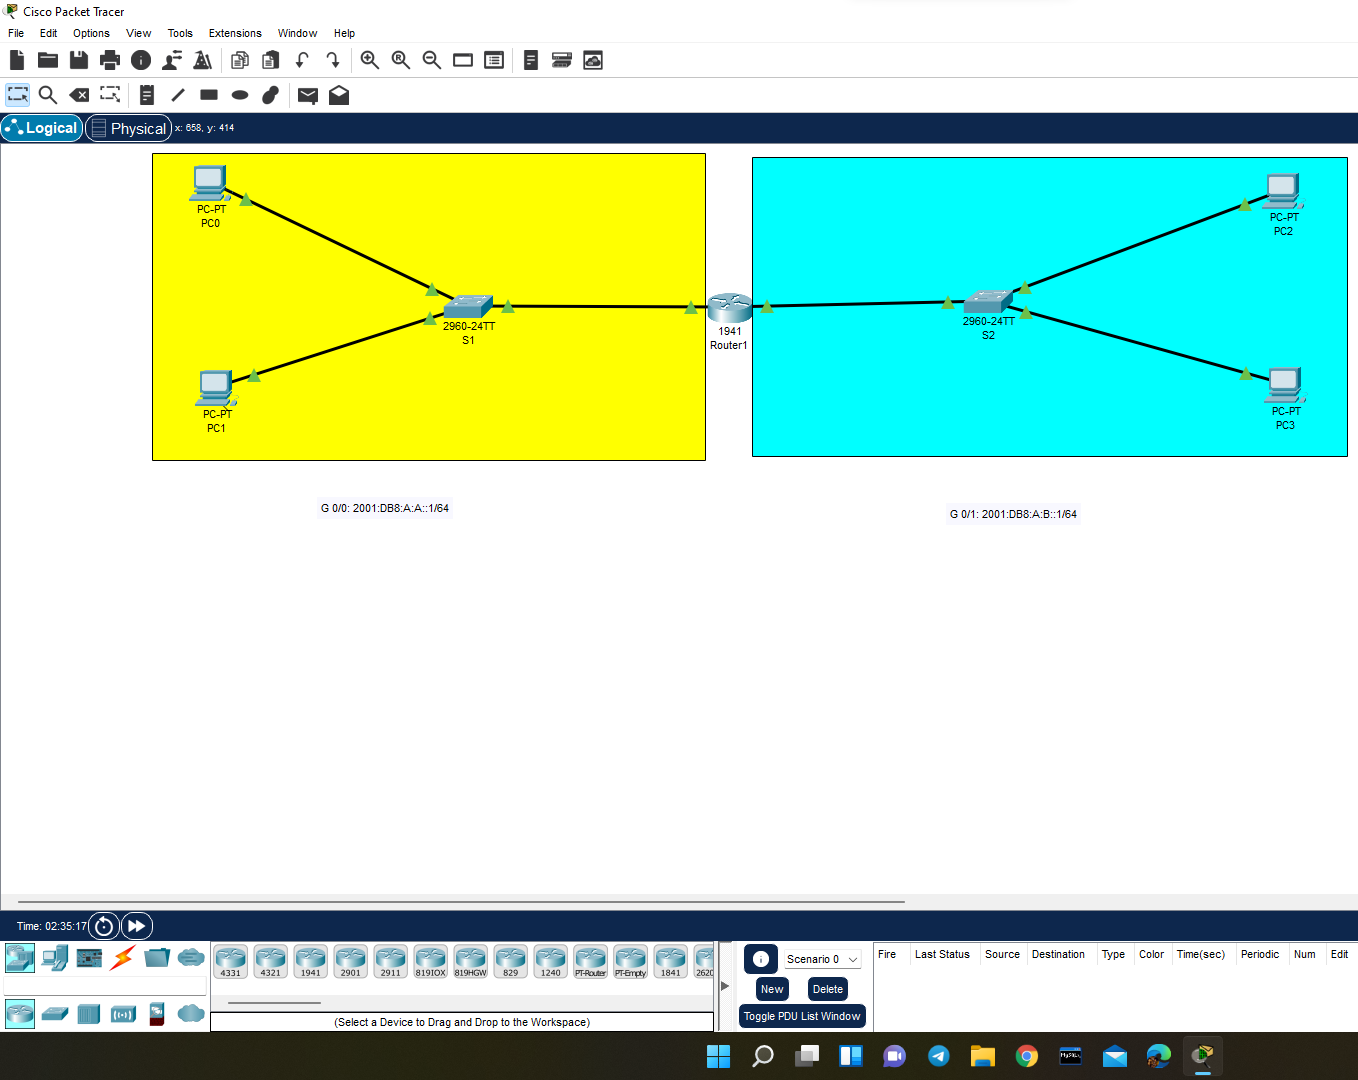 Cisco Packet Tracer
File Edit Options View Tools Extensions Window Help
Logical Physical x: 658, y: 414
PC-PT
PC0
PC-PT
PC2
2960-24TT
S1
1941
Router1
2960-24TT
S2
PC-PT
PC1
PC-PT
PC3
G 0/0: 2001:DB8:A:A::1/64
G 0/1: 2001:DB8:A:B::1/64
Time: 02:35:17
4331 4321 1941 2901 2911 819IOX 819HGW 829 1240 PT-Router PT-Empty 1841 2620
(Select a Device to Drag and Drop to the Workspace)
Scenario 0
New Delete
Toggle PDU List Window
Fire Last Status Source Destination Type Color Time(sec) Periodic Num Edit
MySQL